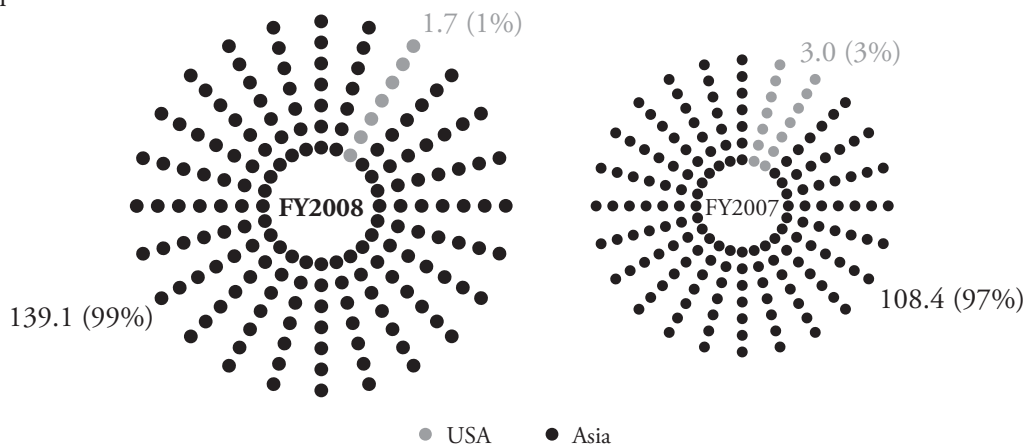 1.7 (1%)
3.0 (3%)
FY2008
FY2007
139.1 (99%)
108.4 (97%)
USA
Asia